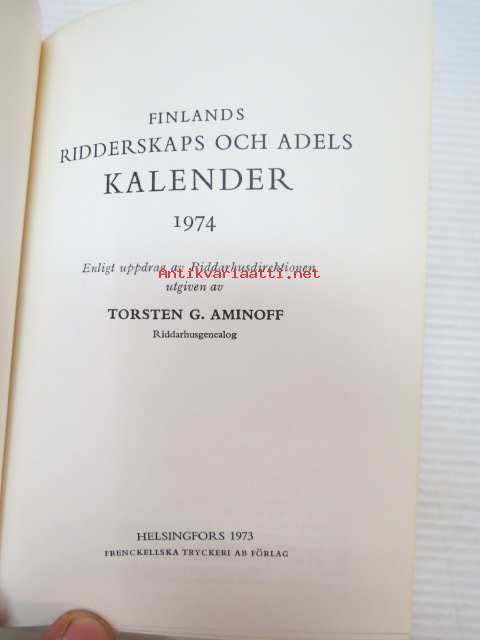 FINLANDS
RIDDERSKAPS OCH ADELS
KALENDER
1974
Enligt uppdrag av Riddarhusdirektionen
Antikvariaatti.net
utgiven av
TORSTEN G. AMINOFF
Riddarhusgenealog
HELSINGFORS 1973
FRENCKELLSKA TRYCKERI AB FÖRLAG